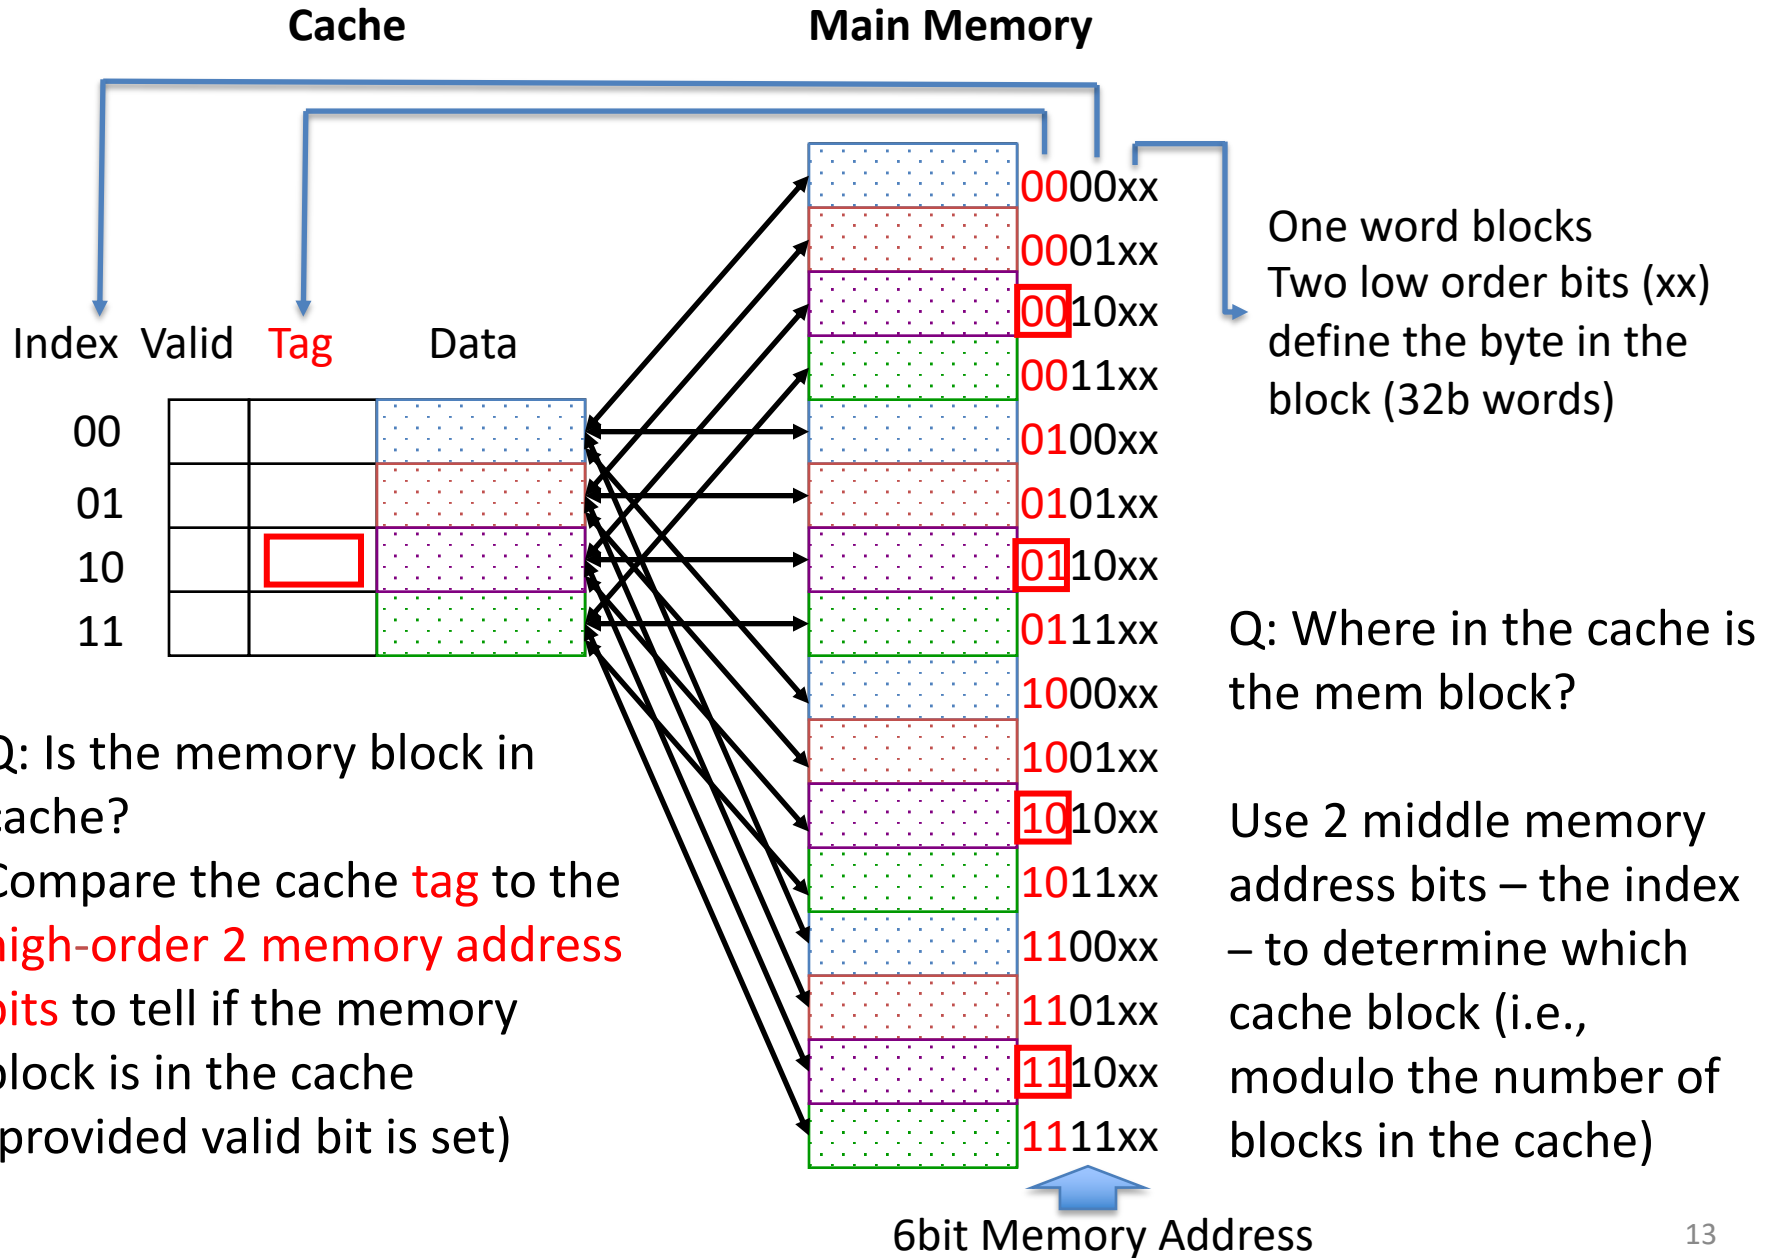 Cache
Main Memory
Index Valid Tag Data
00
01
10
11
0000xx
0001xx
0010xx
0011xx
0100xx
0101xx
0110xx
0111xx
1000xx
1001xx
1010xx
1011xx
1100xx
1101xx
1110xx
1111xx
6bit Memory Address
One word blocks
Two low order bits (xx)
define the byte in the
block (32b words)
Q: Where in the cache is
the mem block?
Use 2 middle memory
address bits – the index
– to determine which
cache block (i.e.,
modulo the number of
blocks in the cache)
Q: Is the memory block in
cache?
Compare the cache tag to the
high-order 2 memory address
bits to tell if the memory
block is in the cache
provided valid bit is set)
13